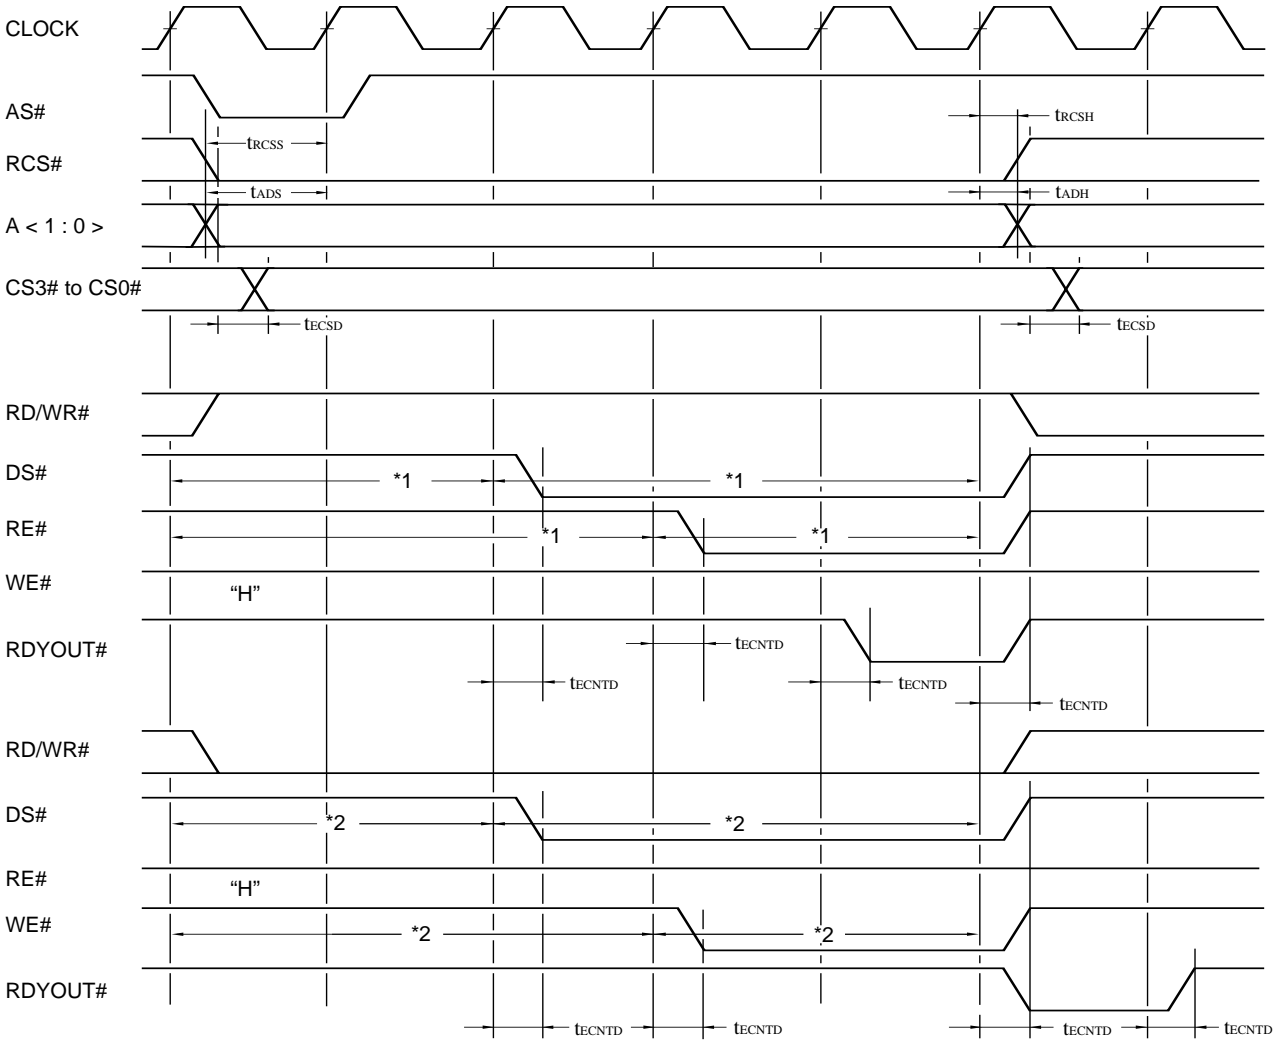 CLOCK
AS#
tRCSH
tRCSS
RCS#
tADS
tADH
A < 1 : 0 >
CS3# to CS0#
tECSD
tECSD
RD/WR#
DS#
*1
*1
RE#
*1
*1
WE#
“H”
RDYOUT#
tECNTD
tECNTD
tECNTD
tECNTD
RD/WR#
DS#
*2
*2
RE#
“H”
WE#
*2
*2
RDYOUT#
tECNTD
tECNTD
tECNTD
tECNTD